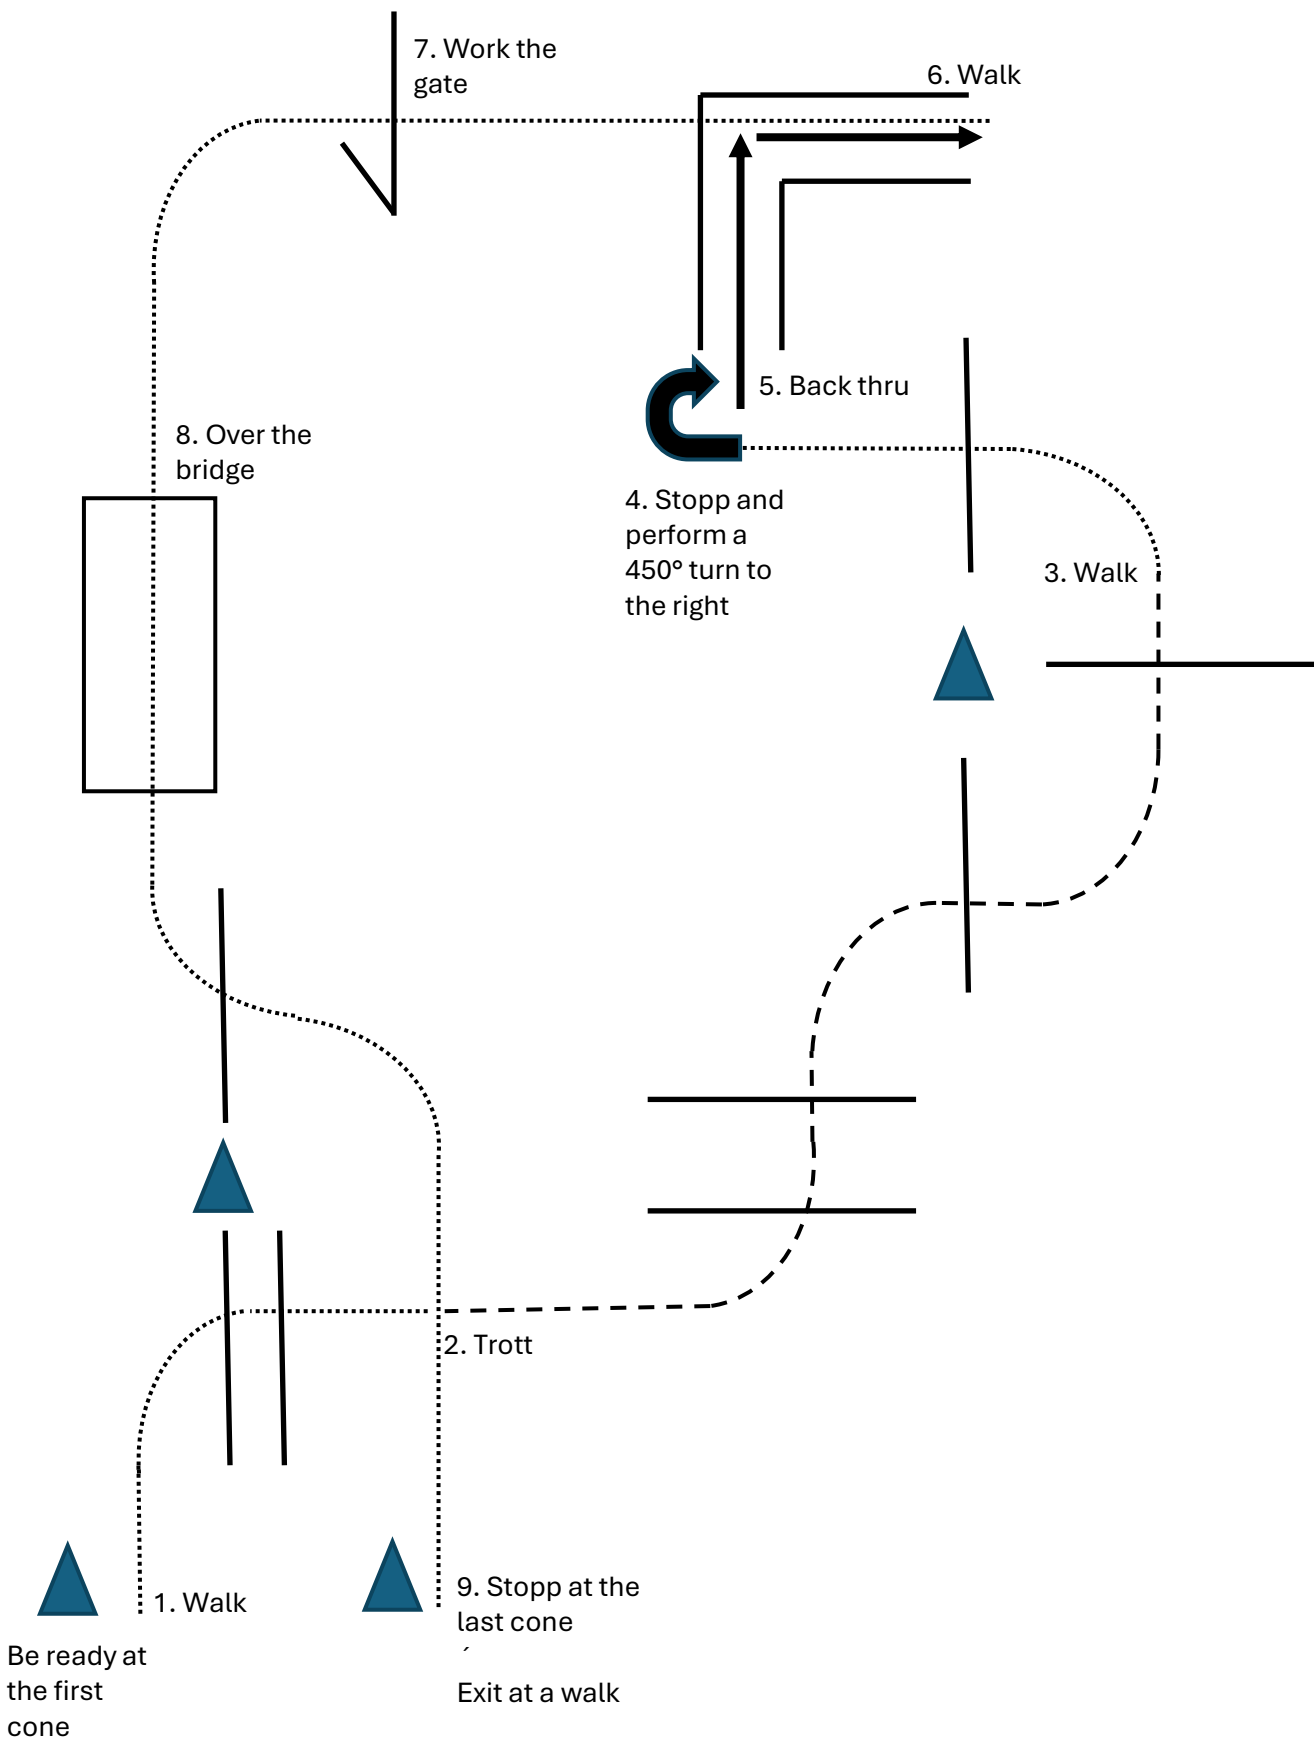 7. Work the
gate
6. Walk
5. Back thru
8. Over the
bridge
4. Stopp and
perform a
450° turn to
the right
3. Walk
2. Trott
9. Stopp at the
last cone
´
Exit at a walk
1. Walk
Be ready at
the first
cone